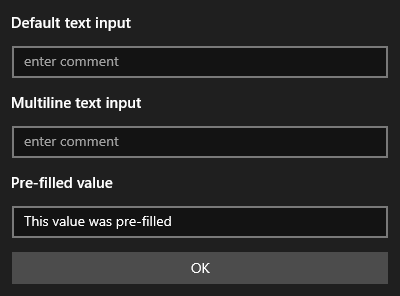 Default text input
enter comment
Multiline text input
enter comment
Pre-filled value
This value was pre-filled
OK